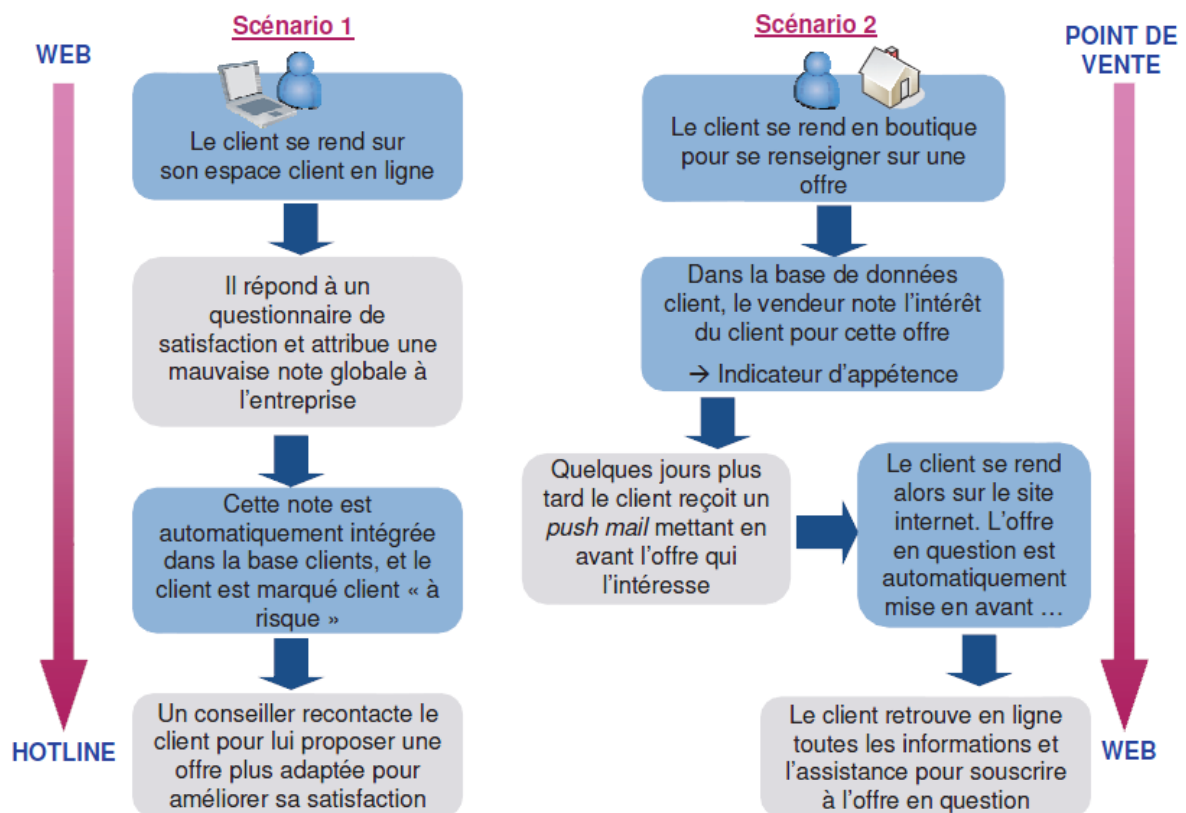 Scénario 1
WEB
Le client se rend sur
son espace client en ligne
Il répond à un
questionnaire de
satisfaction et attribue une
mauvaise note globale à
l'entreprise
Cette note est
automatiquement intégrée
dans la base clients, et le
client est marqué client « à
risque »
Un conseiller recontacte le
client pour lui proposer une
offre plus adaptée pour
améliorer sa satisfaction
HOTLINE
Scénario 2
POINT DE
VENTE
Le client se rend en boutique
pour se renseigner sur une
offre
Dans la base de données
client, le vendeur note l'intérêt
du client pour cette offre
→ Indicateur d'appétence
Quelques jours plus
tard le client reçoit un
push mail mettant en
avant l'offre qui
l'intéresse
Le client se rend
alors sur le site
internet. L'offre
en question est
automatiquement
mise en avant …
Le client retrouve en ligne
toutes les informations et
l'assistance pour souscrire
à l'offre en question
WEB